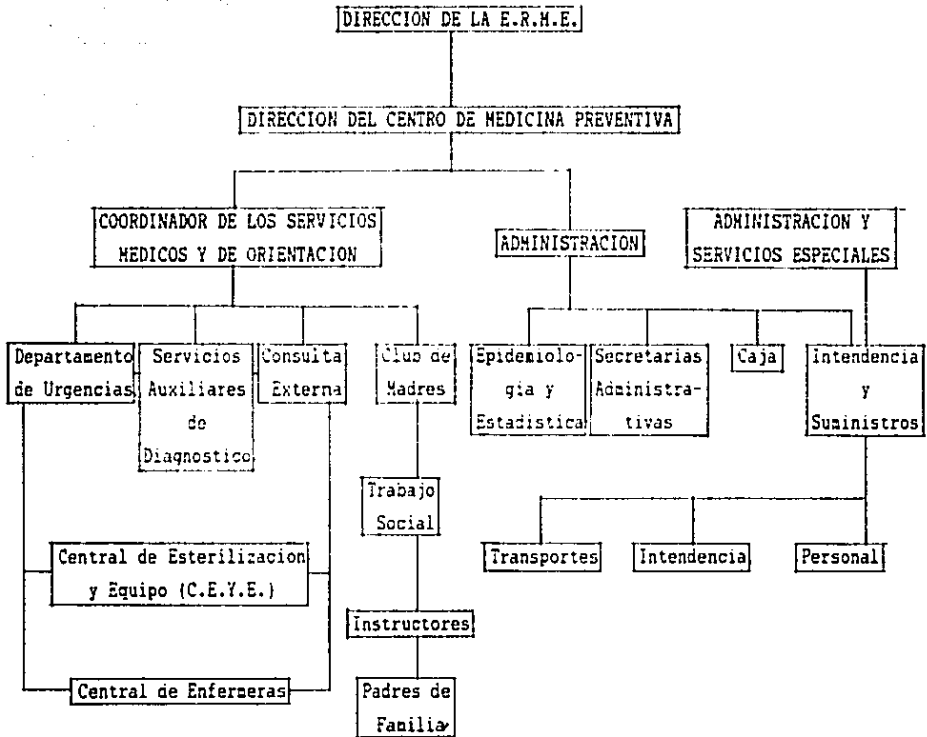 DIRECCION DE LA E.R.M.E.
DIRECCION DEL CENTRO DE MEDICINA PREVENTIVA
COORDINADOR DE LOS SERVICIOS
MEDICOS Y DE ORIENTACION
ADMINISTRACION
ADMINISTRACION Y
SERVICIOS ESPECIALES
Departamento
de Urgencias
Servicios
Auxiliares
de
Diagnostico
Consulta
Externa
Club de
Madres
Epidemiolo-
gia y
Estadistica
Secretarias
Administra-
tivas
Caja
Intendencia
y
Suministros
Trabajo
Social
Transportes
Intendencia
Personal
Central de Esterilizacion
y Equipo (C.E.Y.E.)
Instructores
Central de Enfermeras
Padres de
Familia